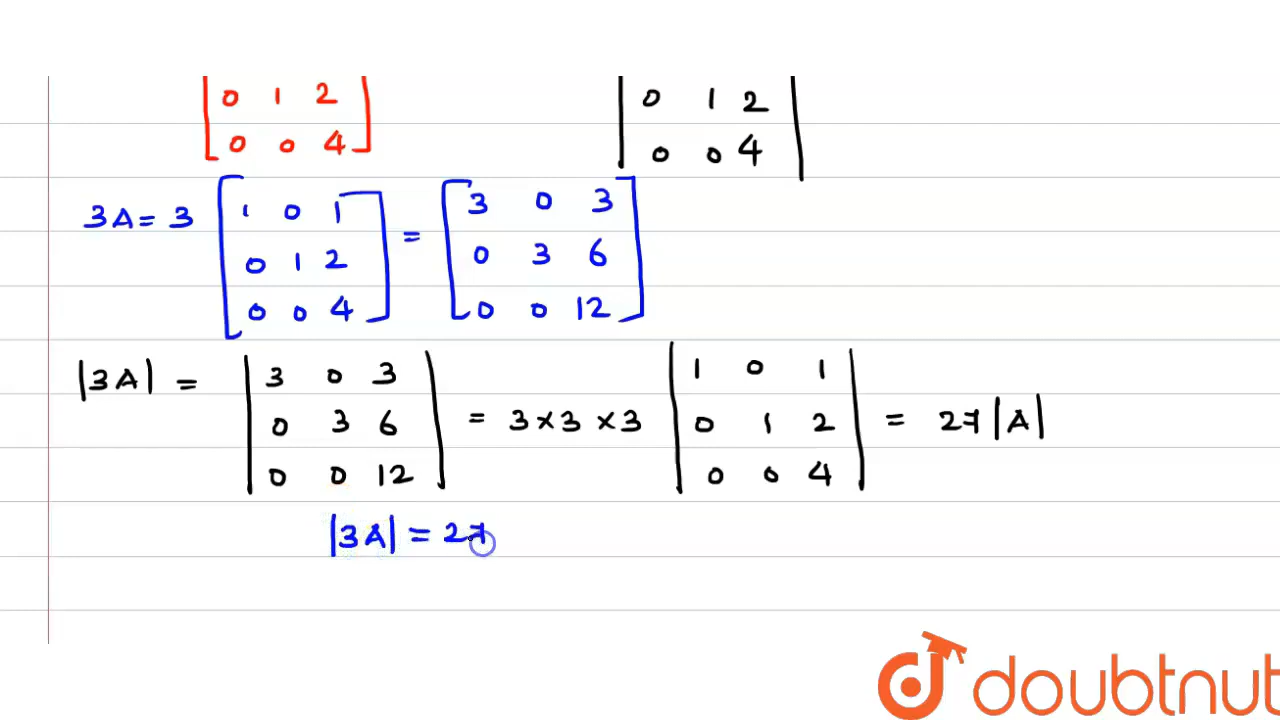 0 1 2 0 1 2
0 0 4 0 0 4
3A = 3 [ 1 0 1 ] = [ 3 0 3 ]
0 1 2 0 3 6
0 0 4 0 0 12
|3A| = | 3 0 3 | = 3 × 3 × 3 | 1 0 1 | = 27 |A|
0 3 6 0 1 2
0 0 12 0 0 4
|3A| = 27
doubtnut